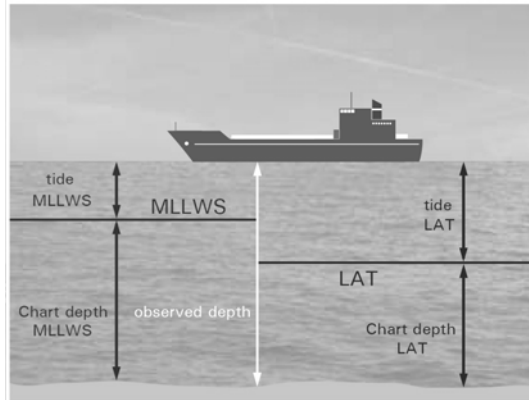 tide
MLLWS
MLLWS
Chart depth
MLLWS
observed depth
tide
LAT
LAT
Chart depth
LAT